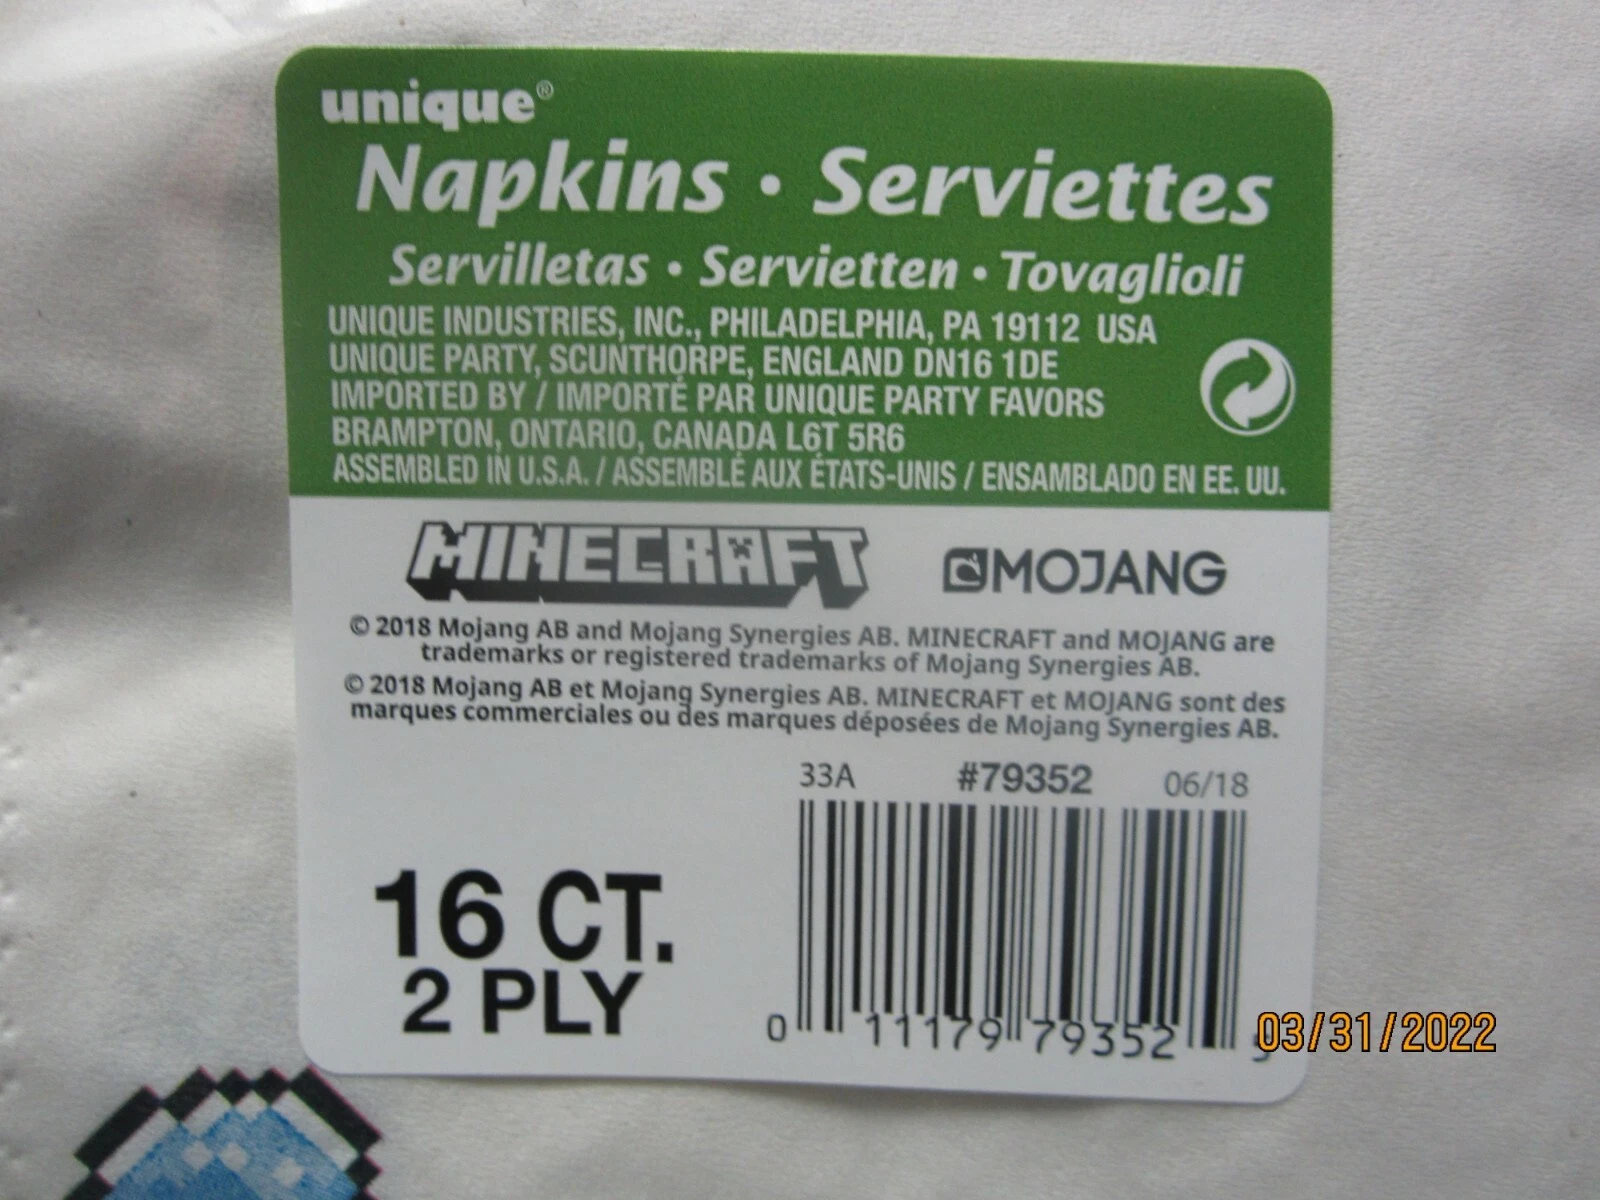 unique®
Napkins • Serviettes
Servilletas • Servietten • Tovaglioli
UNIQUE INDUSTRIES, INC., PHILADELPHIA, PA 19112 USA
UNIQUE PARTY, SCUNTHORPE, ENGLAND DN16 1DE
IMPORTED BY / IMPORTÉ PAR UNIQUE PARTY FAVORS
BRAMPTON, ONTARIO, CANADA L6T 5R6
ASSEMBLED IN U.S.A. / ASSEMBLÉ AUX ÉTATS-UNIS / ENSAMBLADO EN EE. UU.
MINECRAFT MOJANG
© 2018 Mojang AB and Mojang Synergies AB. MINECRAFT and MOJANG are
trademarks or registered trademarks of Mojang Synergies AB.
© 2018 Mojang AB et Mojang Synergies AB. MINECRAFT et MOJANG sont des
marques commerciales ou des marques déposées de Mojang Synergies AB.
33A #79352 06/18
16 CT.
2 PLY
0 11179 79352
03/31/2022